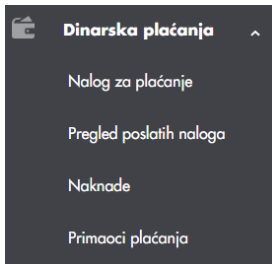 Dinarska plaćanja
Nalog za plaćanje
Pregled poslatih naloga
Naknade
Primaoci plaćanja